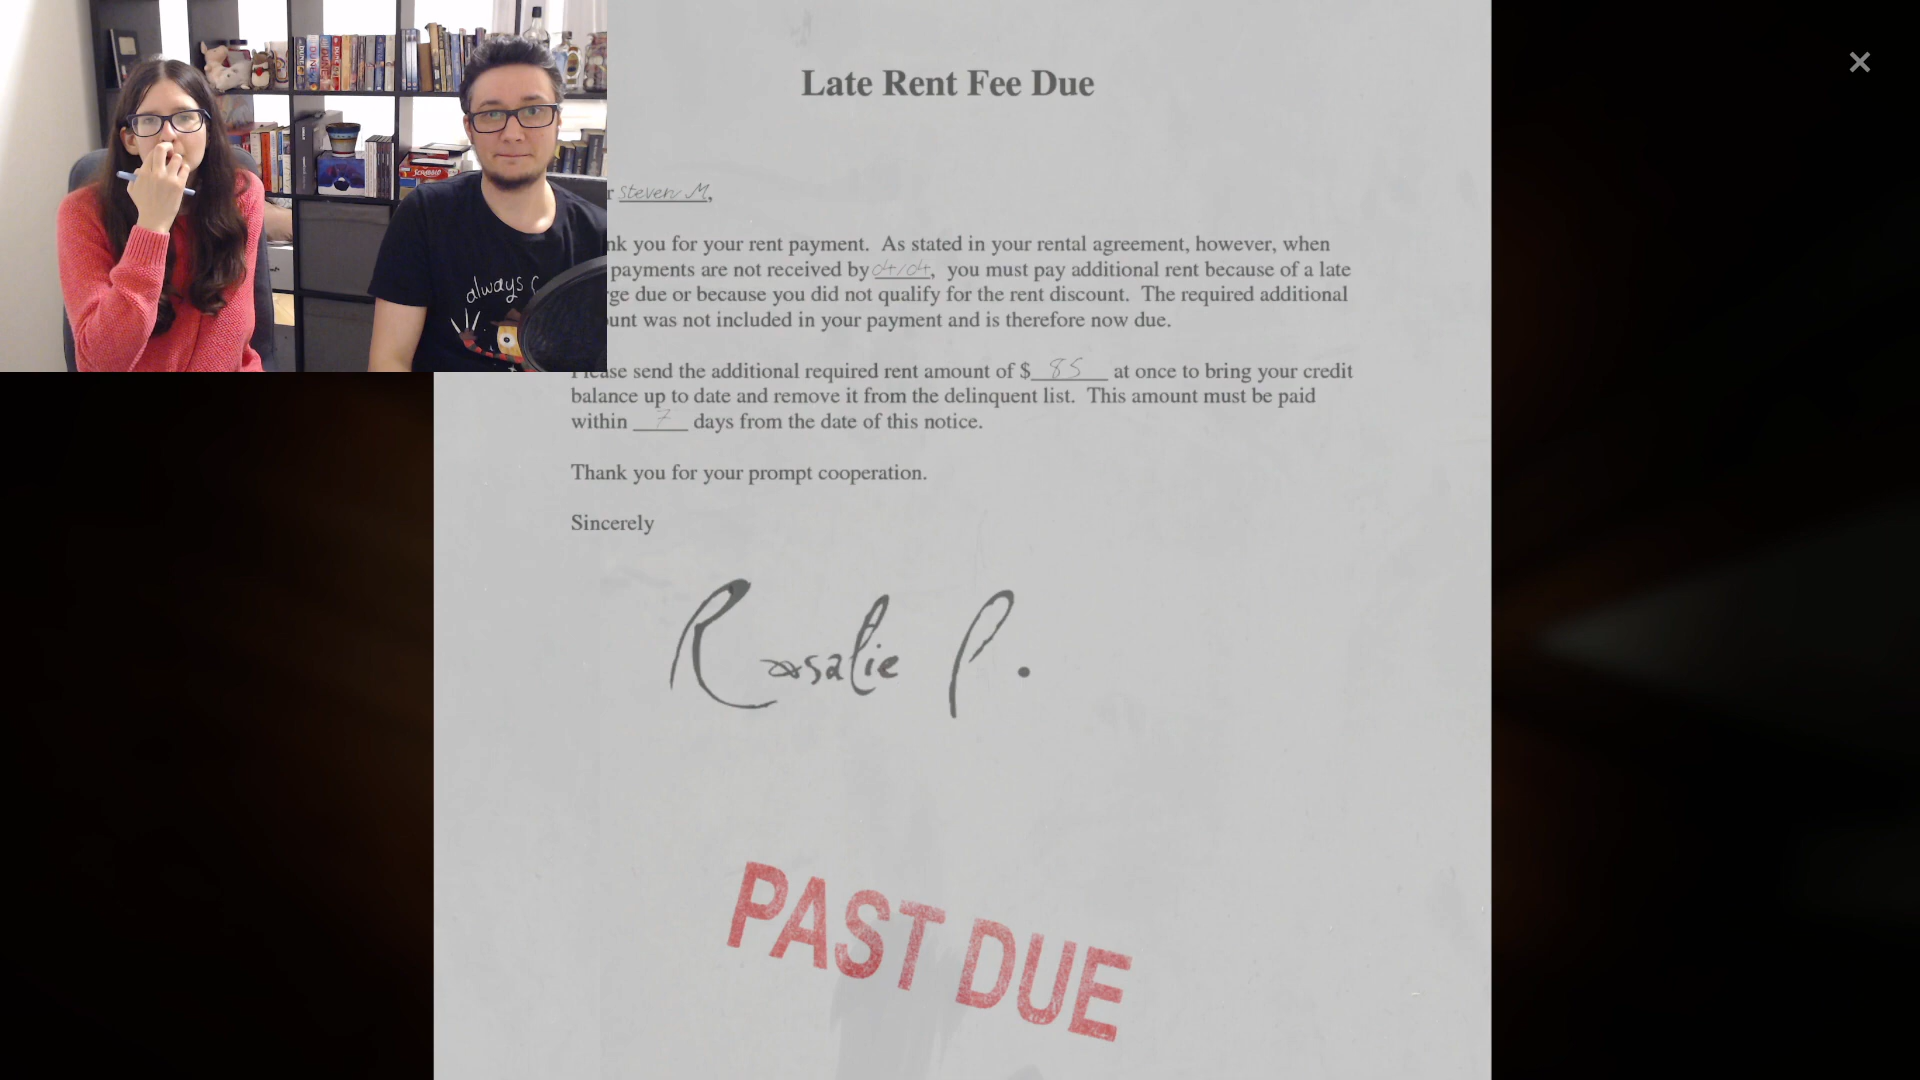 Late Rent Fee Due
Steven M,
nk you for your rent payment. As stated in your rental agreement, however, when
payments are not received by 04/04, you must pay additional rent because of a late
ge due or because you did not qualify for the rent discount. The required additional
unt was not included in your payment and is therefore now due.
Please send the additional required rent amount of $ 85 at once to bring your credit
balance up to date and remove it from the delinquent list. This amount must be paid
within 7 days from the date of this notice.
Thank you for your prompt cooperation.
Sincerely
Rosalie P.
PAST DUE
always
DUNE
SCRABBLE